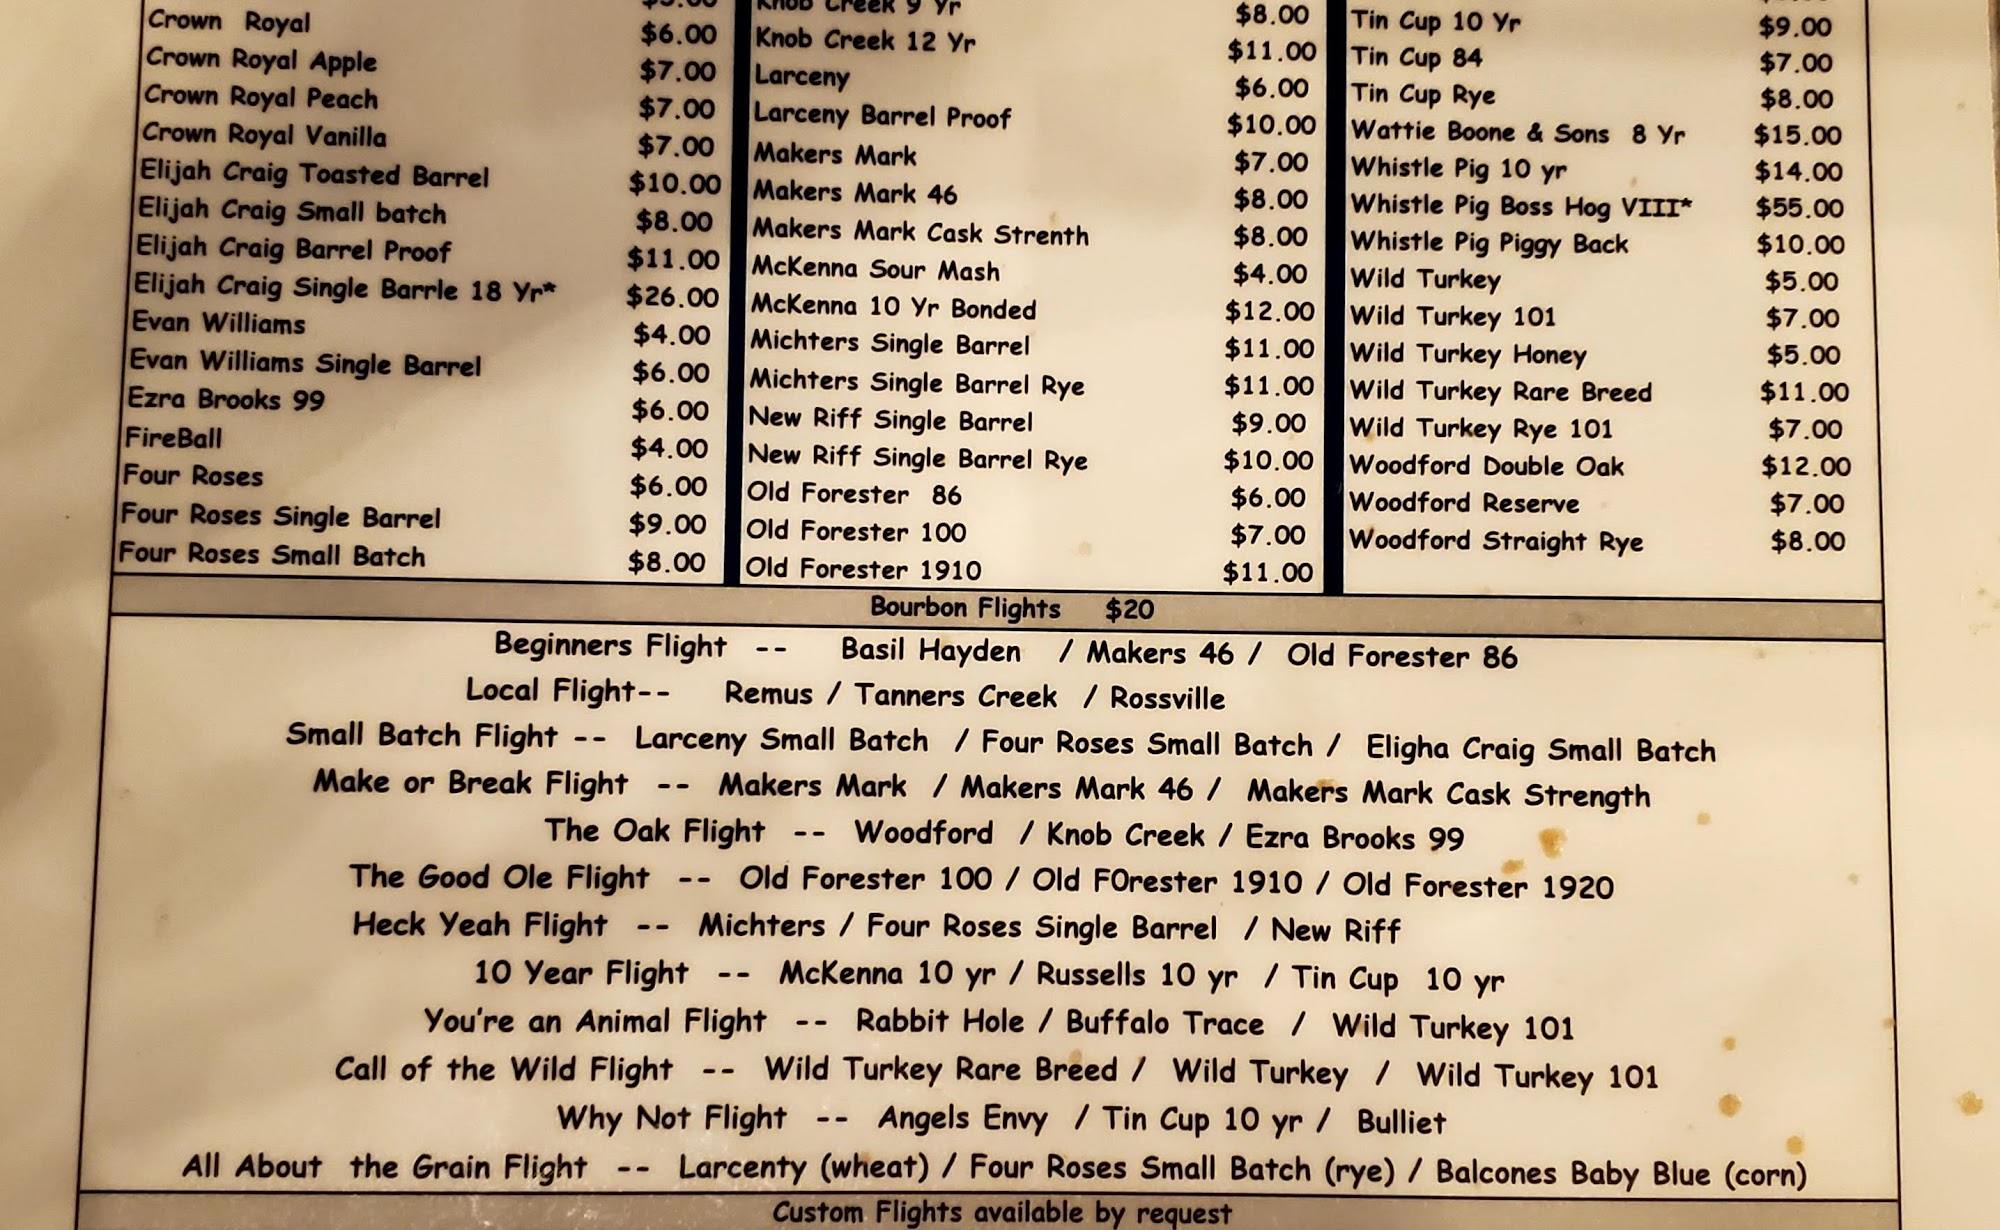 Crown Royal $6.00
Crown Royal Apple $7.00
Crown Royal Peach $7.00
Crown Royal Vanilla $7.00
Elijah Craig Toasted Barrel $10.00
Elijah Craig Small batch $8.00
Elijah Craig Barrel Proof $11.00
Elijah Craig Single Barrle 18 Yr* $26.00
Evan Williams $4.00
Evan Williams Single Barrel $6.00
Ezra Brooks 99 $6.00
FireBall $4.00
Four Roses $6.00
Four Roses Single Barrel $9.00
Four Roses Small Batch $8.00
Knob Creek 9 Yr $8.00
Knob Creek 12 Yr $11.00
Larceny $6.00
Larceny Barrel Proof $10.00
Makers Mark $7.00
Makers Mark 46 $8.00
Makers Mark Cask Strenth $8.00
McKenna Sour Mash $4.00
McKenna 10 Yr Bonded $12.00
Michters Single Barrel $11.00
Michters Single Barrel Rye $11.00
New Riff Single Barrel $9.00
New Riff Single Barrel Rye $10.00
Old Forester 86 $6.00
Old Forester 100 $7.00
Old Forester 1910 $11.00
Tin Cup 10 Yr $9.00
Tin Cup 84 $7.00
Tin Cup Rye $8.00
Wattie Boone & Sons 8 Yr $15.00
Whistle Pig 10 yr $14.00
Whistle Pig Boss Hog VIII* $55.00
Whistle Pig Piggy Back $10.00
Wild Turkey $5.00
Wild Turkey 101 $7.00
Wild Turkey Honey $5.00
Wild Turkey Rare Breed $11.00
Wild Turkey Rye 101 $7.00
Woodford Double Oak $12.00
Woodford Reserve $7.00
Woodford Straight Rye $8.00
Bourbon Flights $20
Beginners Flight -- Basil Hayden / Makers 46 / Old Forester 86
Local Flight-- Remus / Tanners Creek / Rossville
Small Batch Flight -- Larceny Small Batch / Four Roses Small Batch / Eligha Craig Small Batch
Make or Break Flight -- Makers Mark / Makers Mark 46 / Makers Mark Cask Strength
The Oak Flight -- Woodford / Knob Creek / Ezra Brooks 99
The Good Ole Flight -- Old Forester 100 / Old FOrester 1910 / Old Forester 1920
Heck Yeah Flight -- Michters / Four Roses Single Barrel / New Riff
10 Year Flight -- McKenna 10 yr / Russells 10 yr / Tin Cup 10 yr
You're an Animal Flight -- Rabbit Hole / Buffalo Trace / Wild Turkey 101
Call of the Wild Flight -- Wild Turkey Rare Breed / Wild Turkey / Wild Turkey 101
Why Not Flight -- Angels Envy / Tin Cup 10 yr / Bulliet
All About the Grain Flight -- Larcenty (wheat) / Four Roses Small Batch (rye) / Balcones Baby Blue (corn)
Custom Flights available by request